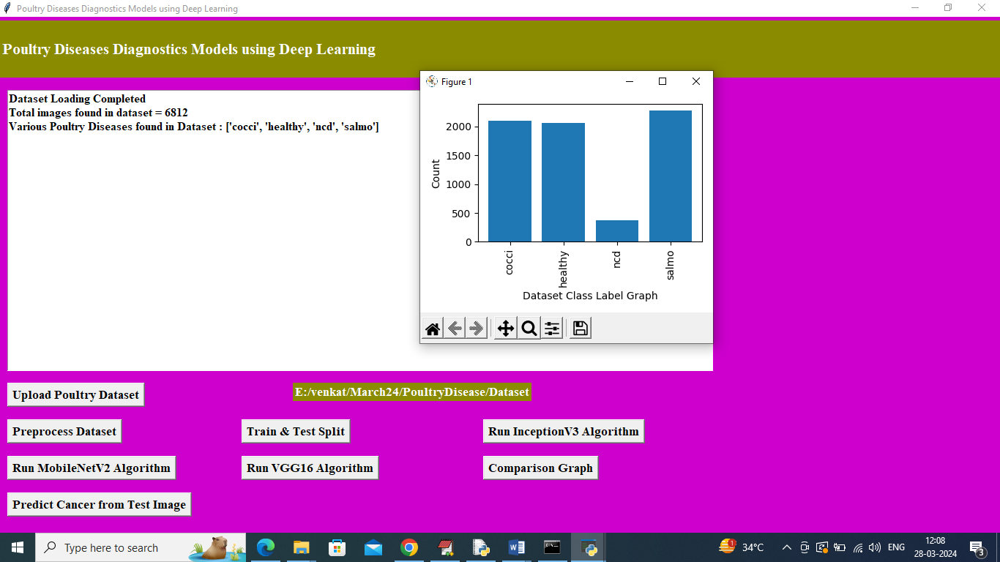 Poultry Diseases Diagnostics Models using Deep Learning
Poultry Diseases Diagnostics Models using Deep Learning
Dataset Loading Completed
Total images found in dataset = 6812
Various Poultry Diseases found in Dataset : ['cocci', 'healthy', 'ncd', 'salmo']
Figure 1
Count
2000
1500
1000
500
0
cocci
healthy
ncd
salmo
Dataset Class Label Graph
Upload Poultry Dataset
E:/venkat/March24/PoultryDisease/Dataset
Preprocess Dataset
Train & Test Split
Run InceptionV3 Algorithm
Run MobileNetV2 Algorithm
Run VGG16 Algorithm
Comparison Graph
Predict Cancer from Test Image
Type here to search
1
34°C
ENG
12:08
28-03-2024
3